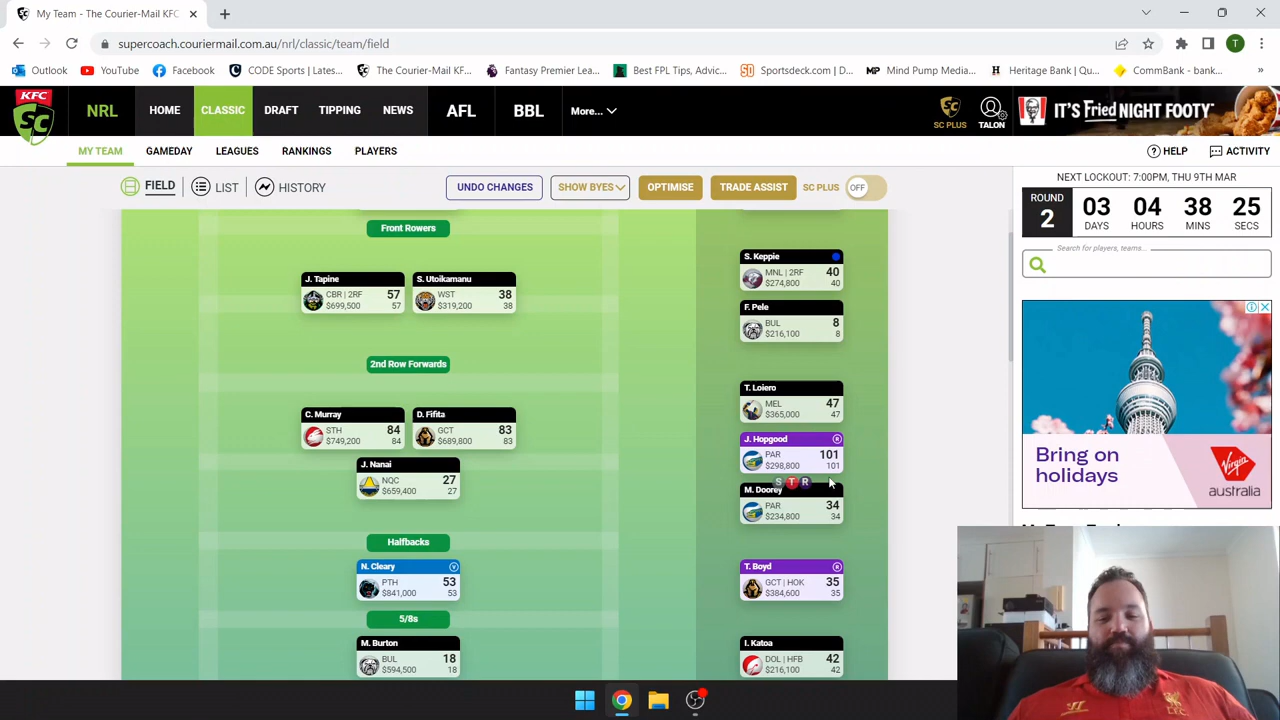 My Team - The Courier-Mail KFC
supercoach.couriermail.com.au/nrl/classic/team/field
Outlook YouTube Facebook CODE Sports | Lates... The Courier-Mail KF... Fantasy Premier Lea... Best FPL Tips, Advic... Sportsdeck.com | D... Mind Pump Media... Heritage Bank | Qu... CommBank - bank...
KFC SC NRL HOME CLASSIC DRAFT TIPPING NEWS AFL BBL More... SC PLUS TALON KFC IT'S Fried NIGHT FOOTY
MY TEAM GAMEDAY LEAGUES RANKINGS PLAYERS HELP ACTIVITY
FIELD LIST HISTORY UNDO CHANGES SHOW BYES OPTIMISE TRADE ASSIST SC PLUS OFF
NEXT LOCKOUT: 7:00PM, THU 9TH MAR
ROUND 2 03 DAYS 04 HOURS 38 MINS 25 SECS
Search for players, teams...
Front Rowers
J. Tapine
CBR | 2RF 57
$699,500 57
S. Utoikamanu
WST 38
$319,200 38
S. Keppie
MNL | 2RF 40
$274,800 40
F. Pele
BUL 8
$216,100 8
2nd Row Forwards
C. Murray
STH 84
$749,200 84
D. Fifita
GCT 83
$689,800 83
J. Nanai
NQC 27
$659,400 27
T. Loiero
MEL 47
$365,000 47
J. Hopgood R
PAR 101
$298,800 101
S T R
M. Doorey
PAR 34
$234,800 34
Halfbacks
N. Cleary V
PTH 53
$841,000 53
T. Boyd R
GCT | HOK 35
$384,600 35
5/8s
M. Burton
BUL 18
$594,500 18
I. Katoa
DOL | HFB 42
$216,100 42
Bring on
holidays
Virgin
australia